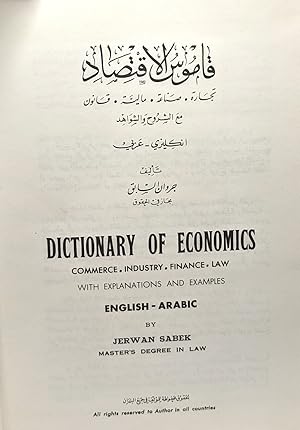 قاموس الاقتصاد
تجارة • صناعة • مالية • قانون
مع الشروح والشواهد
انكليزي - عربي
تأليف
جروان السابق
مجاز في الحقوق
DICTIONARY OF ECONOMICS
COMMERCE • INDUSTRY • FINANCE • LAW
WITH EXPLANATIONS AND EXAMPLES
ENGLISH - ARABIC
BY
JERWAN SABEK
MASTER'S DEGREE IN LAW
All rights reserved to Author in all countries